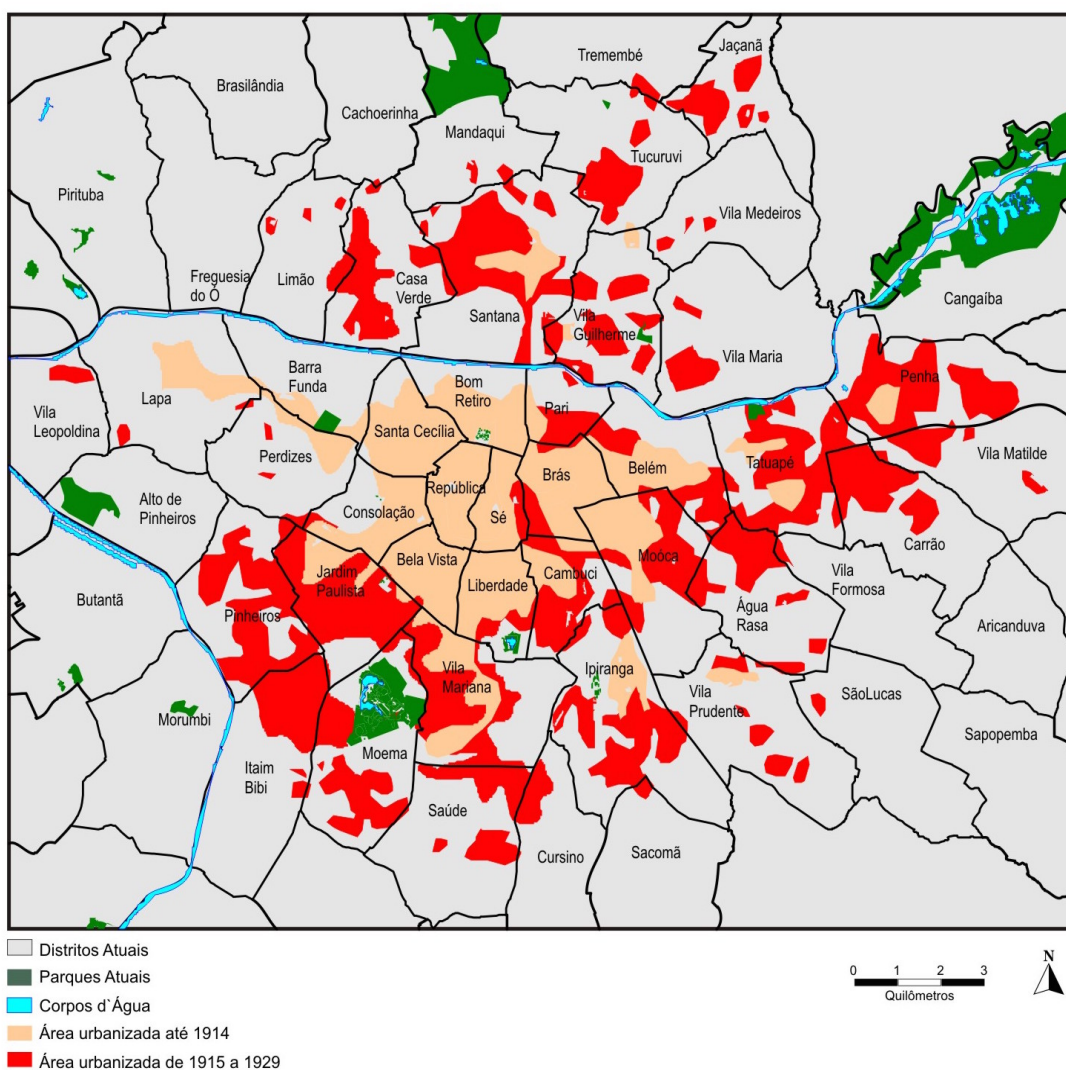 Jaçanã
Tremembé
Brasilândia
Cachoerinha
Mandaqui
Tucuruvi
Pirituba
Vila Medeiros
Limão
Casa
Verde
Freguesia
do Ó
Cangaíba
Santana
Vila
Guilherme
Vila Maria
Barra
Funda
Bom
Retiro
Penha
Lapa
Pari
Vila
Leopoldina
Santa Cecília
Perdizes
Vila Matilde
Tatuapé
Belém
Brás
República
Alto de
Pinheiros
Consolação
Sé
Carrão
Moóca
Bela Vista
Jardim
Paulista
Liberdade
Cambuci
Vila
Formosa
Butantã
Água
Rasa
Pinheiros
Aricanduva
Vila
Mariana
Ipiranga
Vila
Prudente
SãoLucas
Morumbi
Sapopemba
Moema
Itaim
Bibi
Saúde
Cursino
Sacomã
Distritos Atuais
Parques Atuais
Corpos d`Água
Área urbanizada até 1914
Área urbanizada de 1915 a 1929
0 1 2 3
Quilômetros
N